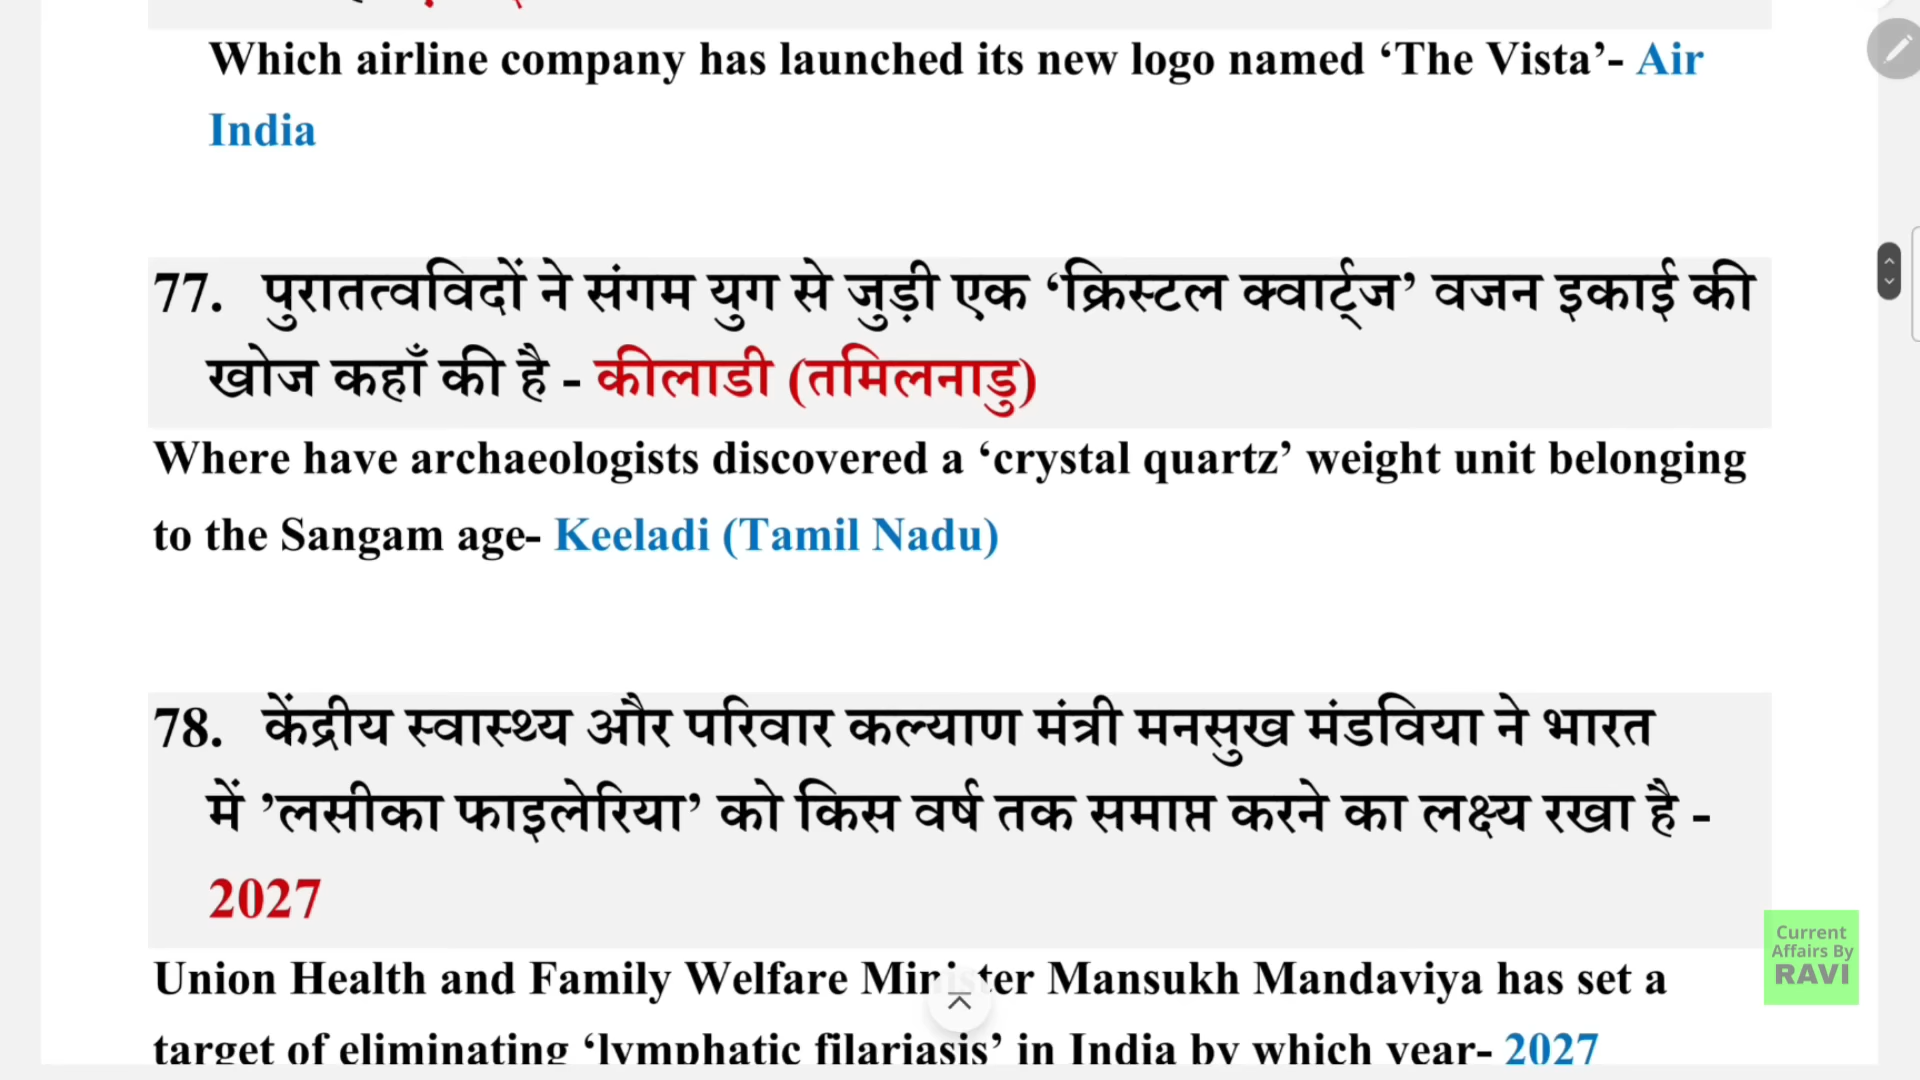 Which airline company has launched its new logo named ‘The Vista’- Air
India
77. पुरातत्वविदों ने संगम युग से जुड़ी एक ‘क्रिस्टल क्वार्ट्ज’ वजन इकाई की
खोज कहाँ की है - कीलाडी (तमिलनाडु)
Where have archaeologists discovered a ‘crystal quartz’ weight unit belonging
to the Sangam age- Keeladi (Tamil Nadu)
78. केंद्रीय स्वास्थ्य और परिवार कल्याण मंत्री मनसुख मंडविया ने भारत
में ’लसीका फाइलेरिया’ को किस वर्ष तक समाप्त करने का लक्ष्य रखा है -
2027
Union Health and Family Welfare Minister Mansukh Mandaviya has set a
target of eliminating ‘lymphatic filariasis’ in India by which year- 2027
Current
Affairs By
RAVI